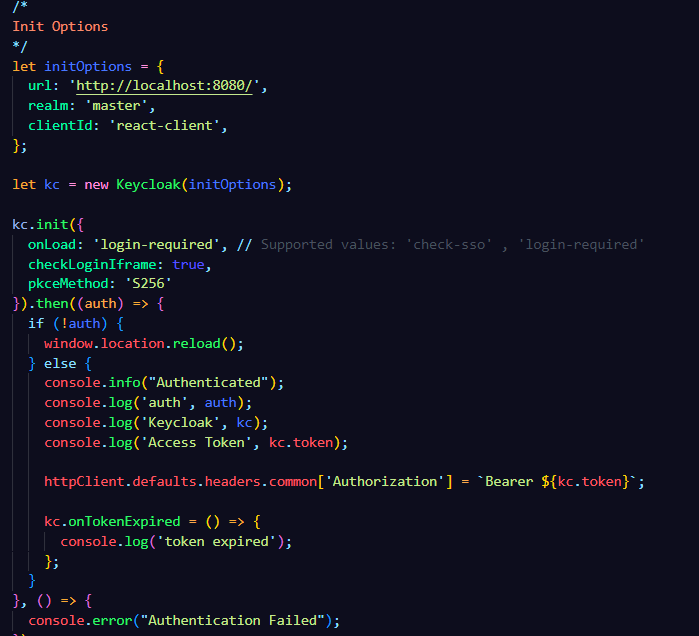 /*
Init Options
*/
let initOptions = {
  url: 'http://localhost:8080/',
  realm: 'master',
  clientId: 'react-client',
};

let kc = new Keycloak(initOptions);

kc.init({
  onLoad: 'login-required', // Supported values: 'check-sso' , 'login-required'
  checkLoginIframe: true,
  pkceMethod: 'S256'
}).then((auth) => {
  if (!auth) {
    window.location.reload();
  } else {
    console.info("Authenticated");
    console.log('auth', auth);
    console.log('Keycloak', kc);
    console.log('Access Token', kc.token);

    httpClient.defaults.headers.common['Authorization'] = `Bearer ${kc.token}`;

    kc.onTokenExpired = () => {
      console.log('token expired');
    };
  }
}, () => {
  console.error("Authentication Failed");